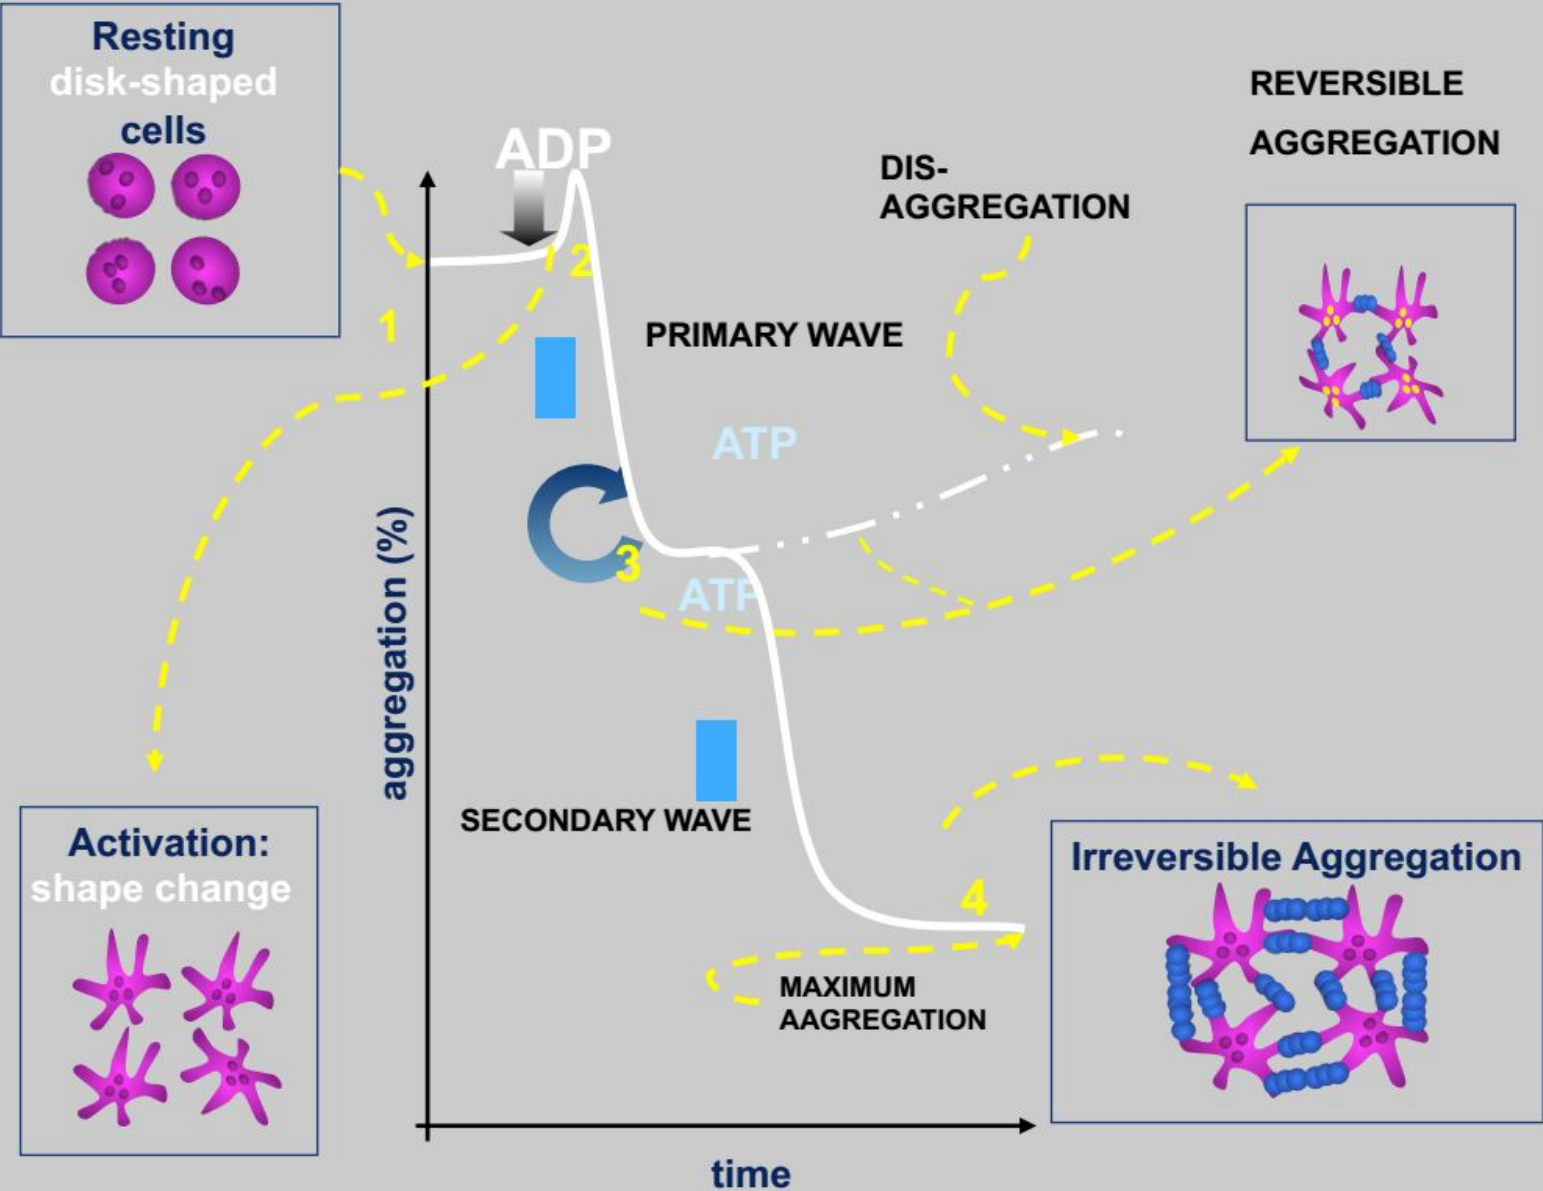 Resting
disk-shaped
cells
ADP
DIS-
AGGREGATION
REVERSIBLE
AGGREGATION
1
2
PRIMARY WAVE
ATP
3
ATP
aggregation (%)
SECONDARY WAVE
Activation:
shape change
4
Irreversible Aggregation
MAXIMUM
AAGREGATION
time